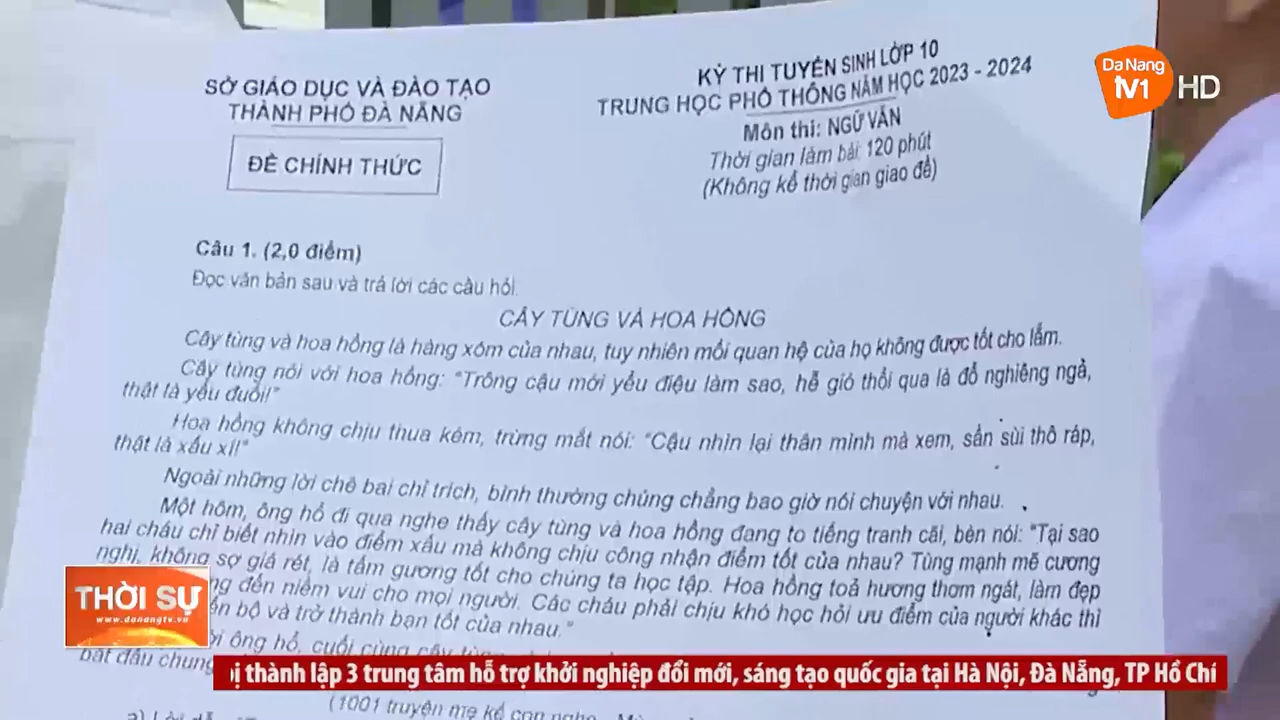 SỞ GIÁO DỤC VÀ ĐÀO TẠO
THÀNH PHỐ ĐÀ NẴNG
ĐỀ CHÍNH THỨC
KỲ THI TUYỂN SINH LỚP 10
TRUNG HỌC PHỔ THÔNG NĂM HỌC 2023 - 2024
Môn thi: NGỮ VĂN
Thời gian làm bài: 120 phút
(Không kể thời gian giao đề)
DaNang
TV1 HD
Câu 1. (2,0 điểm)
Đọc văn bản sau và trả lời các câu hỏi.
CÂY TÙNG VÀ HOA HỒNG
Cây tùng và hoa hồng là hàng xóm của nhau, tuy nhiên mối quan hệ của họ không được tốt cho lắm.
Cây tùng nói với hoa hồng: "Trông cậu mới yểu điệu làm sao, hễ gió thổi qua là đổ nghiêng ngả,
thật là yếu đuối!"
Hoa hồng không chịu thua kém, trừng mắt nói: "Cậu nhìn lại thân mình mà xem, sần sùi thô ráp,
thật là xấu xí!"
Ngoài những lời chê bai chỉ trích, bình thường chúng chẳng bao giờ nói chuyện với nhau.
Một hôm, ông hổ đi qua nghe thấy cây tùng và hoa hồng đang to tiếng tranh cãi, bèn nói: "Tại sao
hai cháu chỉ biết nhìn vào điểm xấu mà không chịu công nhận điểm tốt của nhau? Tùng mạnh mẽ cương
nghị, không sợ giá rét, là tấm gương tốt cho chúng ta học tập. Hoa hồng toả hương thơm ngát, làm đẹp
đến niềm vui cho mọi người. Các cháu phải chịu khó học hỏi ưu điểm của người khác thì
bộ và trở thành bạn tốt của nhau."
ông hổ, cuối cùng cây tùng
bắt đầu chung
THỜI SỰ
www.danangtv.vn
thành lập 3 trung tâm hỗ trợ khởi nghiệp đổi mới, sáng tạo quốc gia tại Hà Nội, Đà Nẵng, TP Hồ Chí
(1001 truyện mẹ kể con nghe